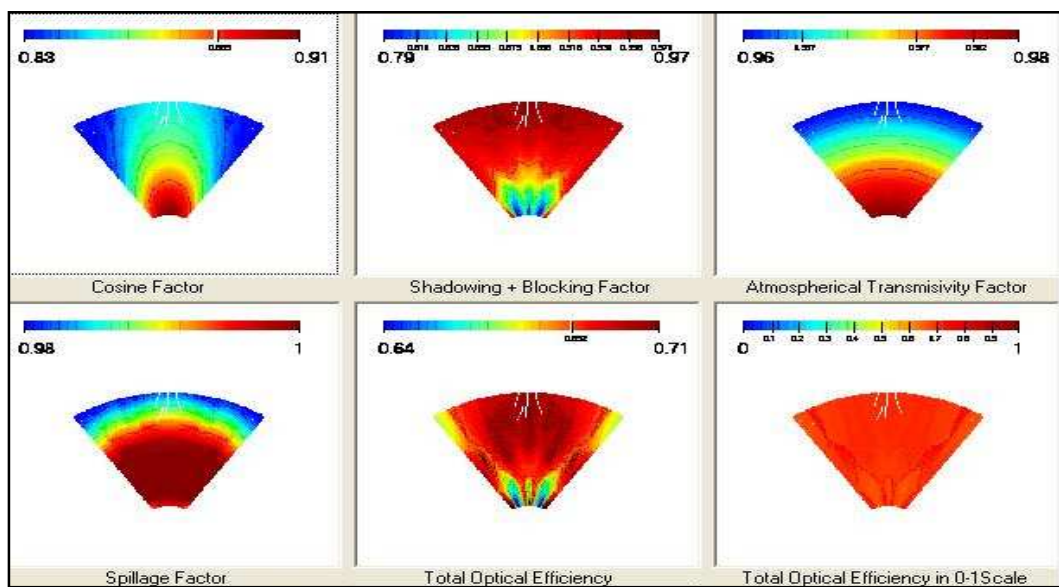 0.83 0.91
0.79 0.97
0.96 0.98
Cosine Factor
Shadowing + Blocking Factor
Atmospherical Transmisivity Factor
0.98 1
0.64 0.71
0 0.1 0.2 0.3 0.4 0.5 0.6 0.7 0.8 0.9 1
Spillage Factor
Total Optical Efficiency
Total Optical Efficiency in 0-1Scale